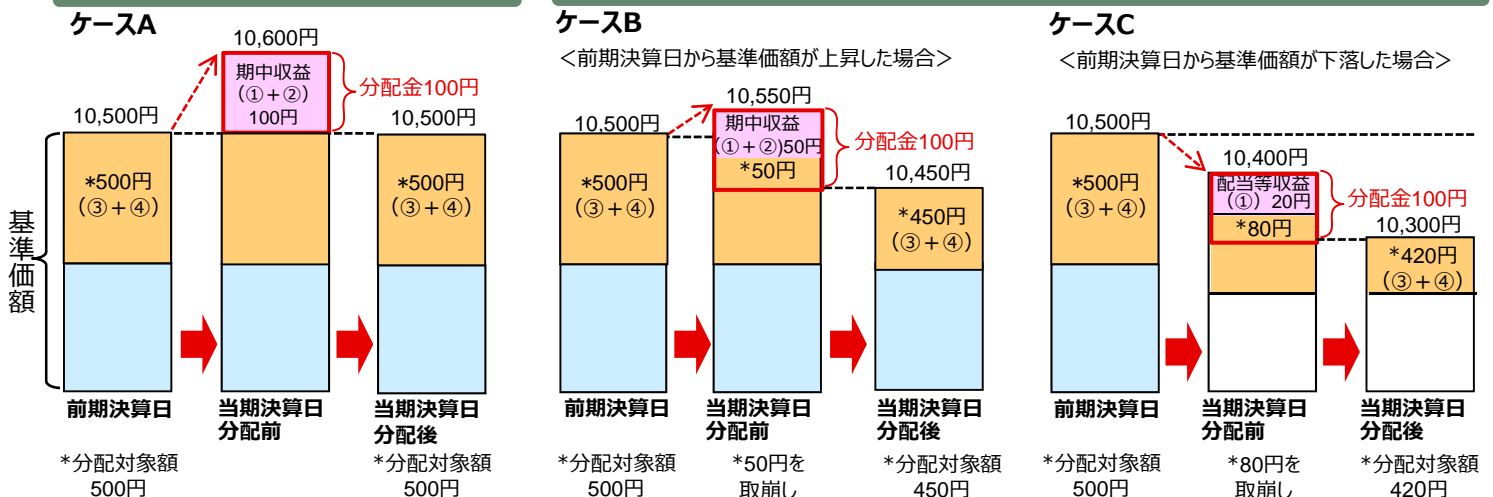 ケースA
10,600円
期中収益
（①＋②）
100円
分配金100円
10,500円
10,500円
*500円
（③＋④）
*500円
（③＋④）
基準価額
前期決算日
当期決算日
分配前
当期決算日
分配後
*分配対象額
500円
*分配対象額
500円
ケースB
＜前期決算日から基準価額が上昇した場合＞
10,550円
10,500円
期中収益
（①＋②)50円
*50円
分配金100円
10,450円
*500円
（③＋④）
*450円
（③＋④）
前期決算日
当期決算日
分配前
当期決算日
分配後
*分配対象額
500円
*50円を
取崩し
*分配対象額
450円
ケースC
＜前期決算日から基準価額が下落した場合＞
10,500円
10,400円
配当等収益
（①） 20円
*80円
分配金100円
10,300円
*500円
（③＋④）
*420円
（③＋④）
前期決算日
当期決算日
分配前
当期決算日
分配後
*分配対象額
500円
*80円を
取崩し
*分配対象額
420円